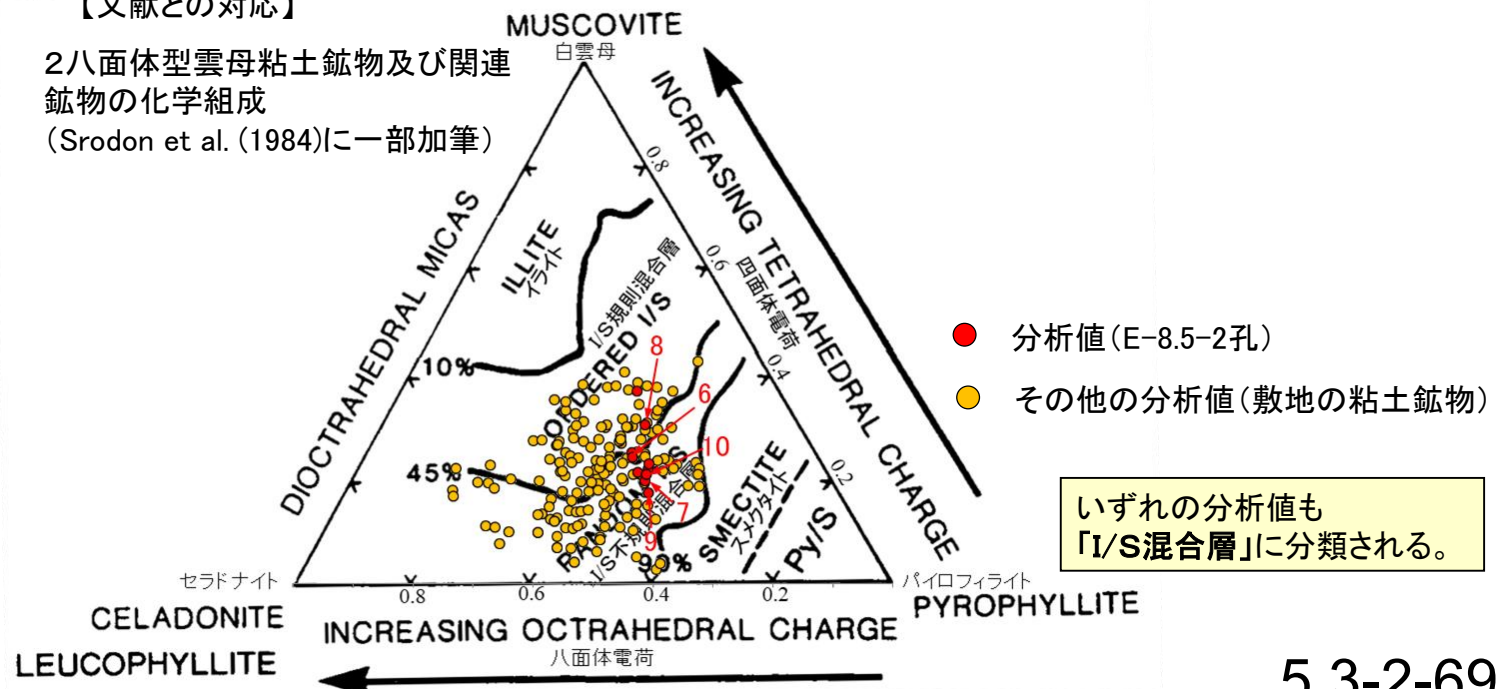 【文献との対応】
2八面体型雲母粘土鉱物及び関連
鉱物の化学組成
(Srodon et al. (1984)に一部加筆)
MUSCOVITE
白雲母
DIOCTRAHEDRAL MICAS
INCREASING TETRAHEDRAL CHARGE
四面体電荷
0.8
0.6
0.4
0.2
ILLITE
イライト
I/S規則混合層
ORDERED I/S
10%
45%
90%
I/S不規則混合層
SMECTITE
スメクタイト
Py/S
8
6
10
7
9
セラドナイト
CELADONITE
LEUCOPHYLLITE
0.8
0.6
0.4
0.2
パイロフィライト
PYROPHYLLITE
INCREASING OCTRAHEDRAL CHARGE
八面体電荷
分析値(E-8.5-2孔)
その他の分析値(敷地の粘土鉱物)
いずれの分析値も
「I/S混合層」に分類される。
5.3-2-69